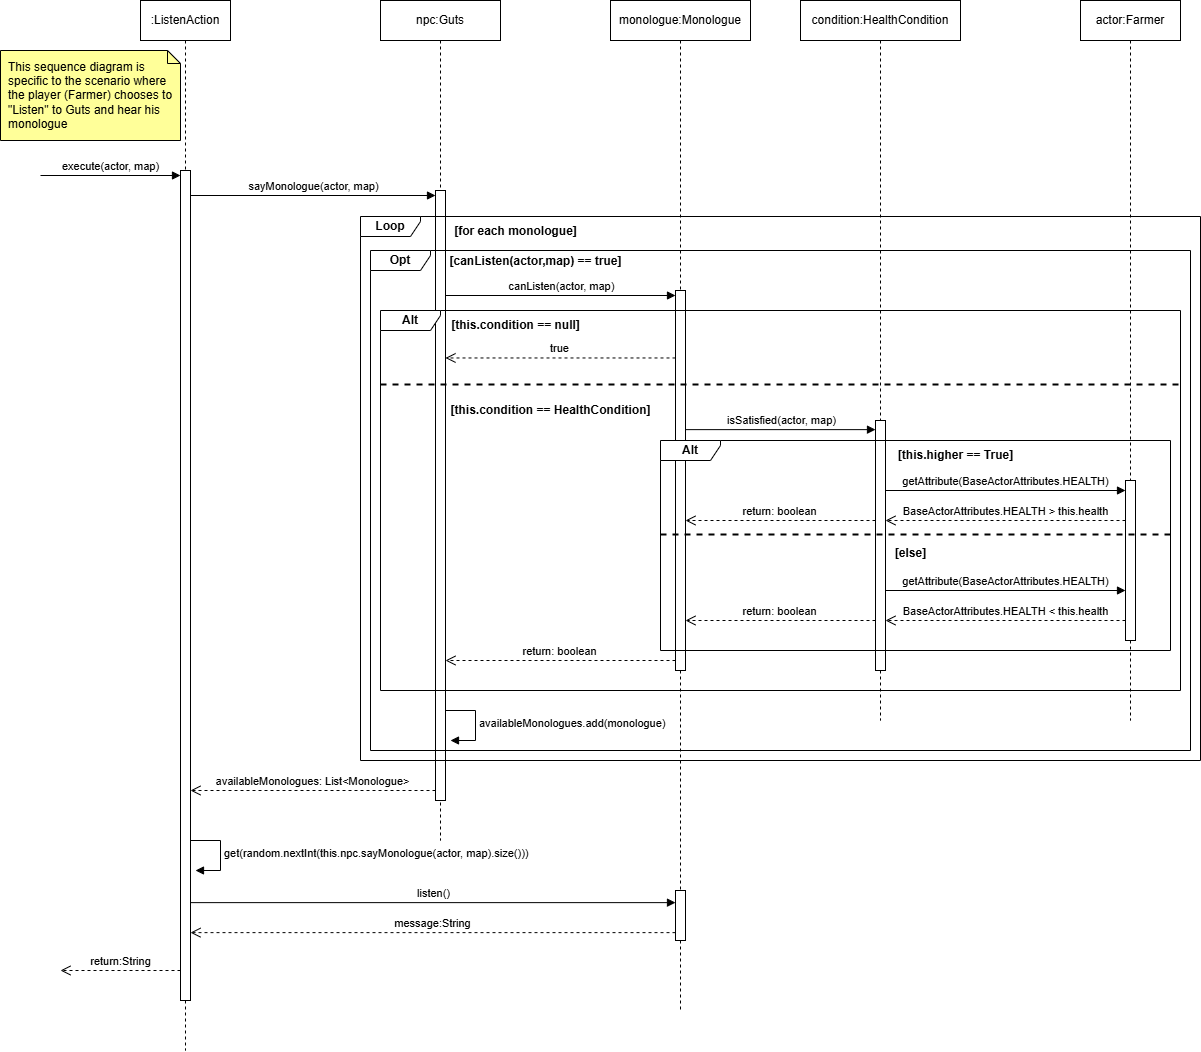 :ListenAction
npc:Guts
monologue:Monologue
condition:HealthCondition
actor:Farmer
This sequence diagram is
specific to the scenario where
the player (Farmer) chooses to
"Listen" to Guts and hear his
monologue
execute(actor, map)
sayMonologue(actor, map)
Loop
[for each monologue]
Opt
[canListen(actor,map) == true]
canListen(actor, map)
Alt
[this.condition == null]
true
[this.condition == HealthCondition]
isSatisfied(actor, map)
Alt
[this.higher == True]
getAttribute(BaseActorAttributes.HEALTH)
return: boolean
BaseActorAttributes.HEALTH > this.health
[else]
getAttribute(BaseActorAttributes.HEALTH)
return: boolean
BaseActorAttributes.HEALTH < this.health
return: boolean
availableMonologues.add(monologue)
availableMonologues: List<Monologue>
get(random.nextInt(this.npc.sayMonologue(actor, map).size()))
listen()
message:String
return:String